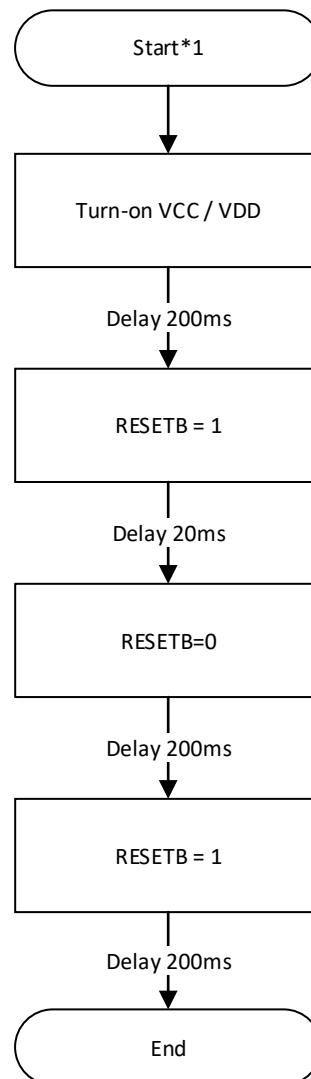 Start*1
Turn-on VCC / VDD
Delay 200ms
RESETB = 1
Delay 20ms
RESETB=0
Delay 200ms
RESETB = 1
Delay 200ms
End